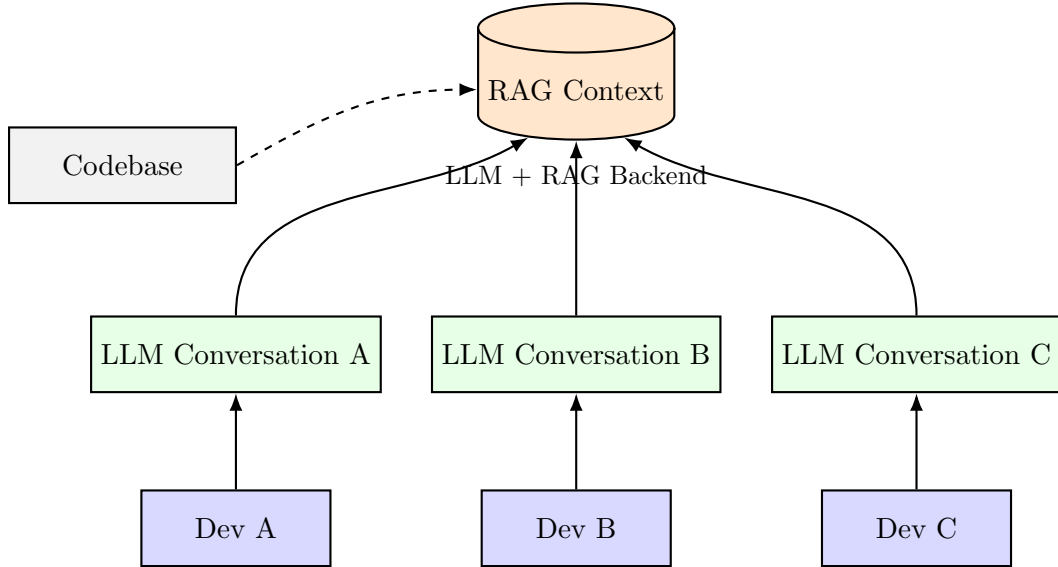 RAG Context
Codebase
LLM + RAG Backend
LLM Conversation A
LLM Conversation B
LLM Conversation C
Dev A
Dev B
Dev C